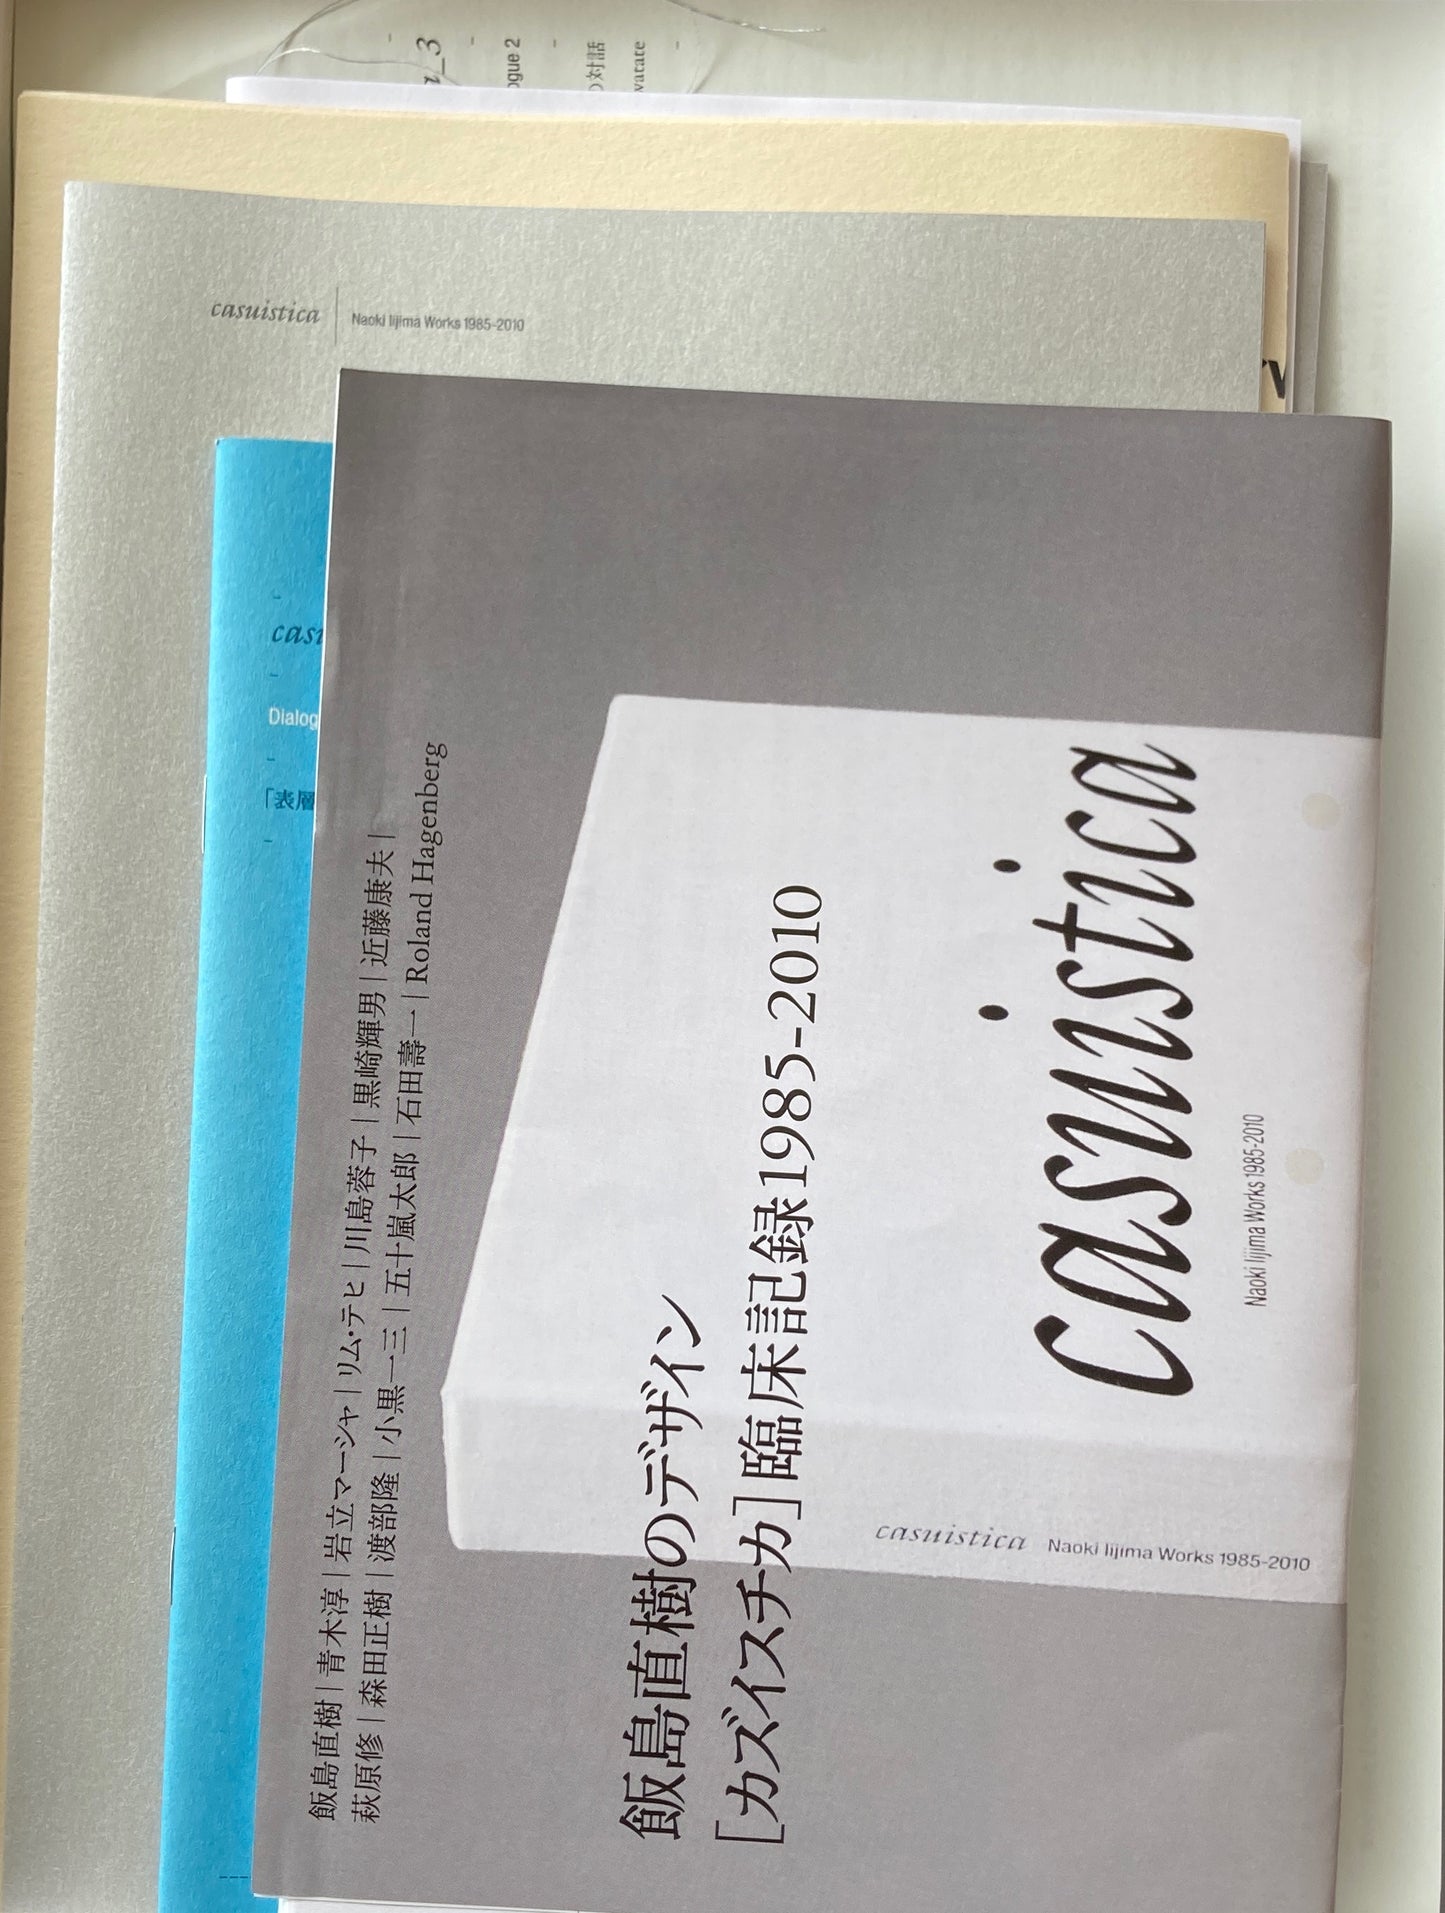 Dialogue 2
の対話
casuistica
Naoki Iijima Works 1985-2010
「表層
飯島直樹|青木淳|岩立マーシャ|リム・テヒ|川島蓉子|黒崎輝男|近藤康夫|
萩原修|森田正樹|渡部隆|小黒一三|五十嵐太郎|石田壽一|Roland Hagenberg
飯島直樹のデザイン
[カズイスチカ]臨床記録1985-2010
casuistica
Naoki Iijima Works 1985-2010
casuistica Naoki Iijima Works 1985-2010